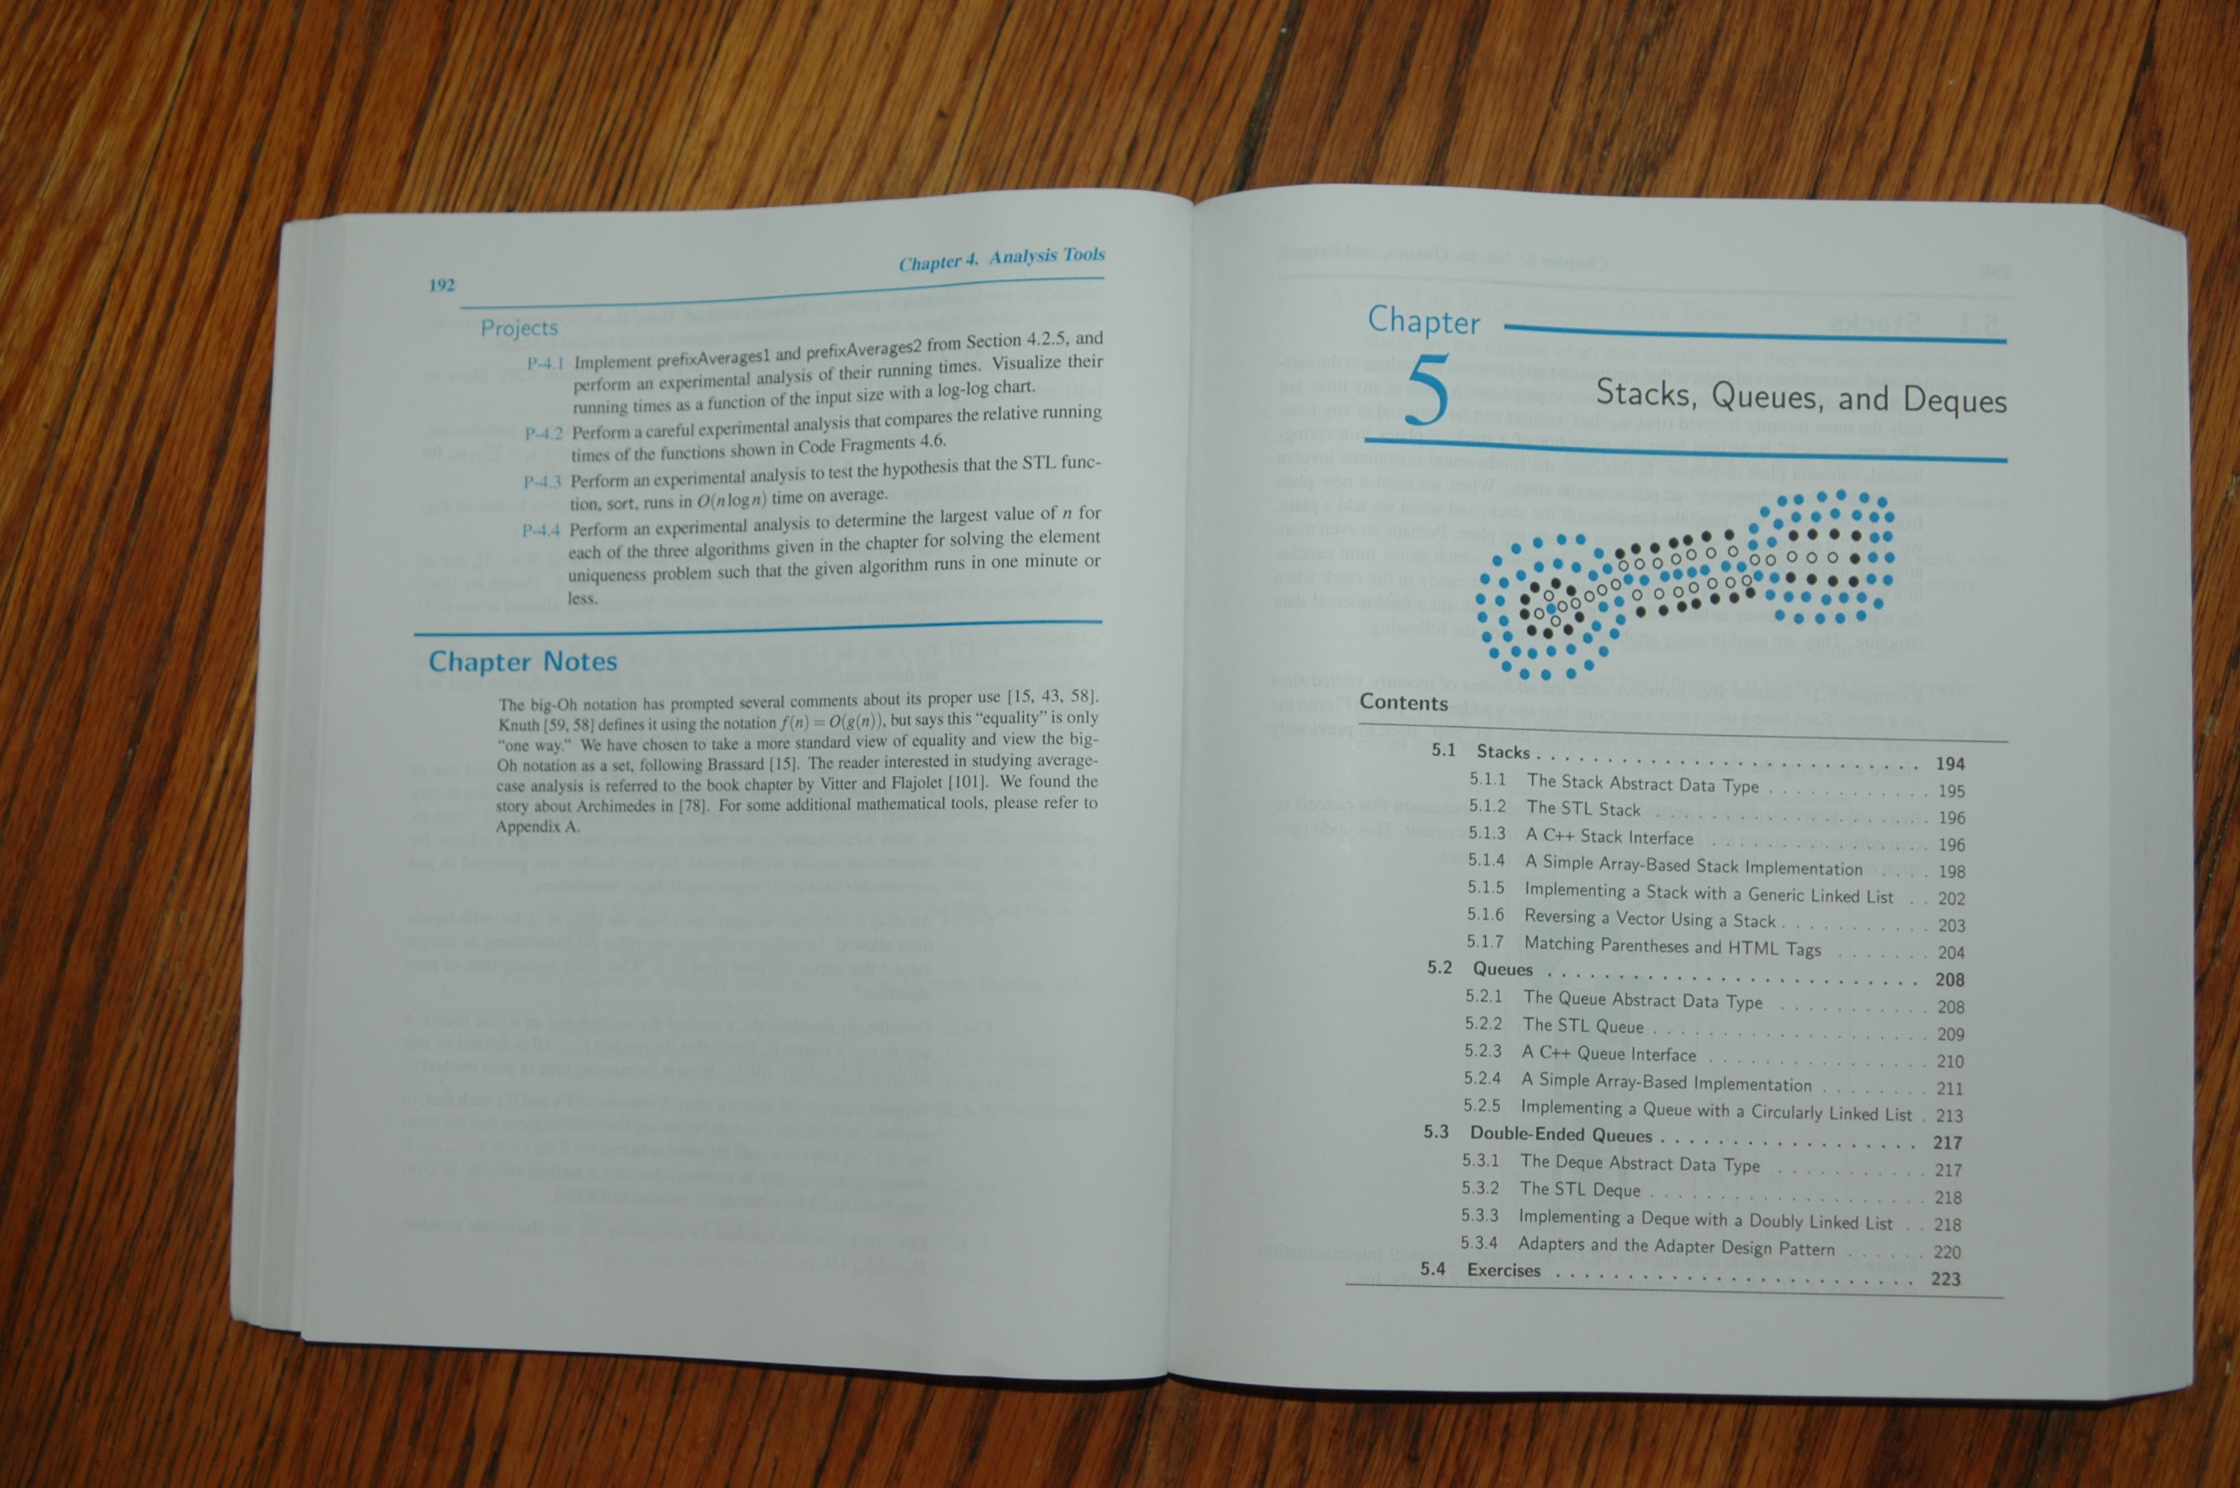 192
Chapter 4. Analysis Tools
Projects
P-4.1 Implement prefixAverages1 and prefixAverages2 from Section 4.2.5, and
perform an experimental analysis of their running times. Visualize their
running times as a function of the input size with a log-log chart.
P-4.2 Perform a careful experimental analysis that compares the relative running
times of the functions shown in Code Fragments 4.6.
P-4.3 Perform an experimental analysis to test the hypothesis that the STL func-
tion, sort, runs in O(n log n) time on average.
P-4.4 Perform an experimental analysis to determine the largest value of n for
each of the three algorithms given in the chapter for solving the element
uniqueness problem such that the given algorithm runs in one minute or
less.
Chapter Notes
The big-Oh notation has prompted several comments about its proper use [15, 43, 58].
Knuth [59, 58] defines it using the notation f(n) = O(g(n)), but says this "equality" is only
"one way." We have chosen to take a more standard view of equality and view the big-
Oh notation as a set, following Brassard [15]. The reader interested in studying average-
case analysis is referred to the book chapter by Vitter and Flajolet [101]. We found the
story about Archimedes in [78]. For some additional mathematical tools, please refer to
Appendix A.
Chapter
5
Stacks, Queues, and Deques
Contents
5.1 Stacks . . . . . . . . . . . . . . . . . . . . . . . . . 194
5.1.1 The Stack Abstract Data Type . . . . . . . . . . . . 195
5.1.2 The STL Stack . . . . . . . . . . . . . . . . . . . . 196
5.1.3 A C++ Stack Interface . . . . . . . . . . . . . . . . 196
5.1.4 A Simple Array-Based Stack Implementation . . . . 198
5.1.5 Implementing a Stack with a Generic Linked List . . 202
5.1.6 Reversing a Vector Using a Stack . . . . . . . . . . . 203
5.1.7 Matching Parentheses and HTML Tags . . . . . . . 204
5.2 Queues . . . . . . . . . . . . . . . . . . . . . . . . . 208
5.2.1 The Queue Abstract Data Type . . . . . . . . . . . 208
5.2.2 The STL Queue . . . . . . . . . . . . . . . . . . . . 209
5.2.3 A C++ Queue Interface . . . . . . . . . . . . . . . . 210
5.2.4 A Simple Array-Based Implementation . . . . . . . . 211
5.2.5 Implementing a Queue with a Circularly Linked List . 213
5.3 Double-Ended Queues . . . . . . . . . . . . . . . . . 217
5.3.1 The Deque Abstract Data Type . . . . . . . . . . . 217
5.3.2 The STL Deque . . . . . . . . . . . . . . . . . . . . 218
5.3.3 Implementing a Deque with a Doubly Linked List . . 218
5.3.4 Adapters and the Adapter Design Pattern . . . . . . 220
5.4 Exercises . . . . . . . . . . . . . . . . . . . . . . . . 223